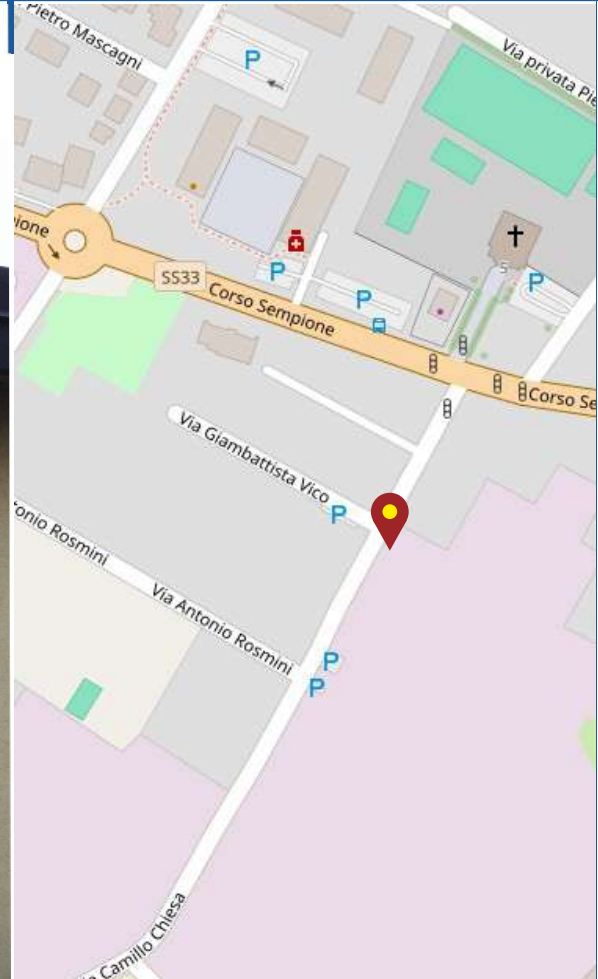 Pietro Mascagni
P
Via privata Pie
ione
SS33
P
P
P
Corso Sempione
Corso Se
Via Giambattista Vico
P
tonio Rosmini
Via Antonio Rosmini
P
P
Camillo Chiesa